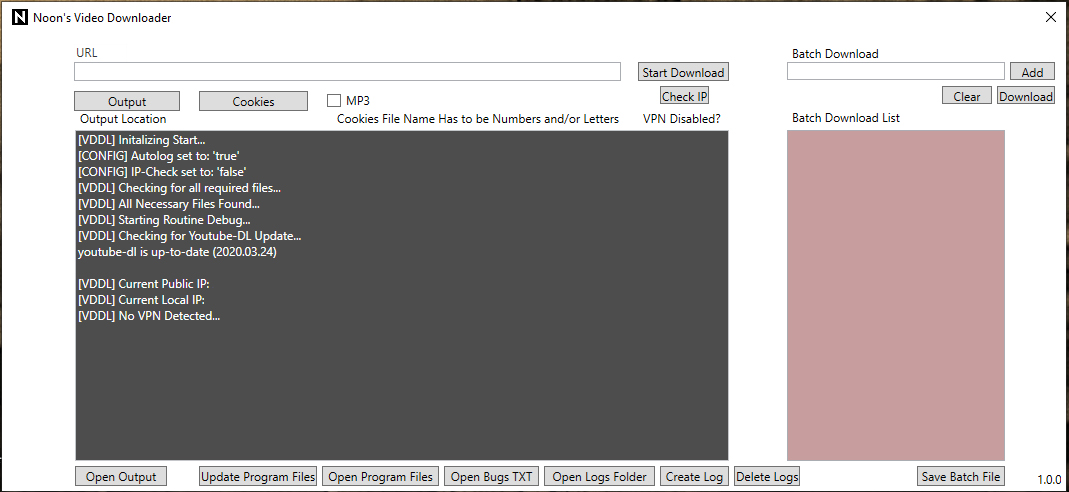 N Noon's Video Downloader
URL
Batch Download
Start Download
Add
Output
Cookies
MP3
Check IP
Clear
Download
Output Location
Cookies File Name Has to be Numbers and/or Letters
VPN Disabled?
Batch Download List
[VDDL] Initalizing Start...
[CONFIG] Autolog set to: 'true'
[CONFIG] IP-Check set to: 'false'
[VDDL] Checking for all required files...
[VDDL] All Necessary Files Found...
[VDDL] Starting Routine Debug...
[VDDL] Checking for Youtube-DL Update...
youtube-dl is up-to-date (2020.03.24)
[VDDL] Current Public IP:
[VDDL] Current Local IP:
[VDDL] No VPN Detected...
Open Output
Update Program Files
Open Program Files
Open Bugs TXT
Open Logs Folder
Create Log
Delete Logs
Save Batch File
1.0.0